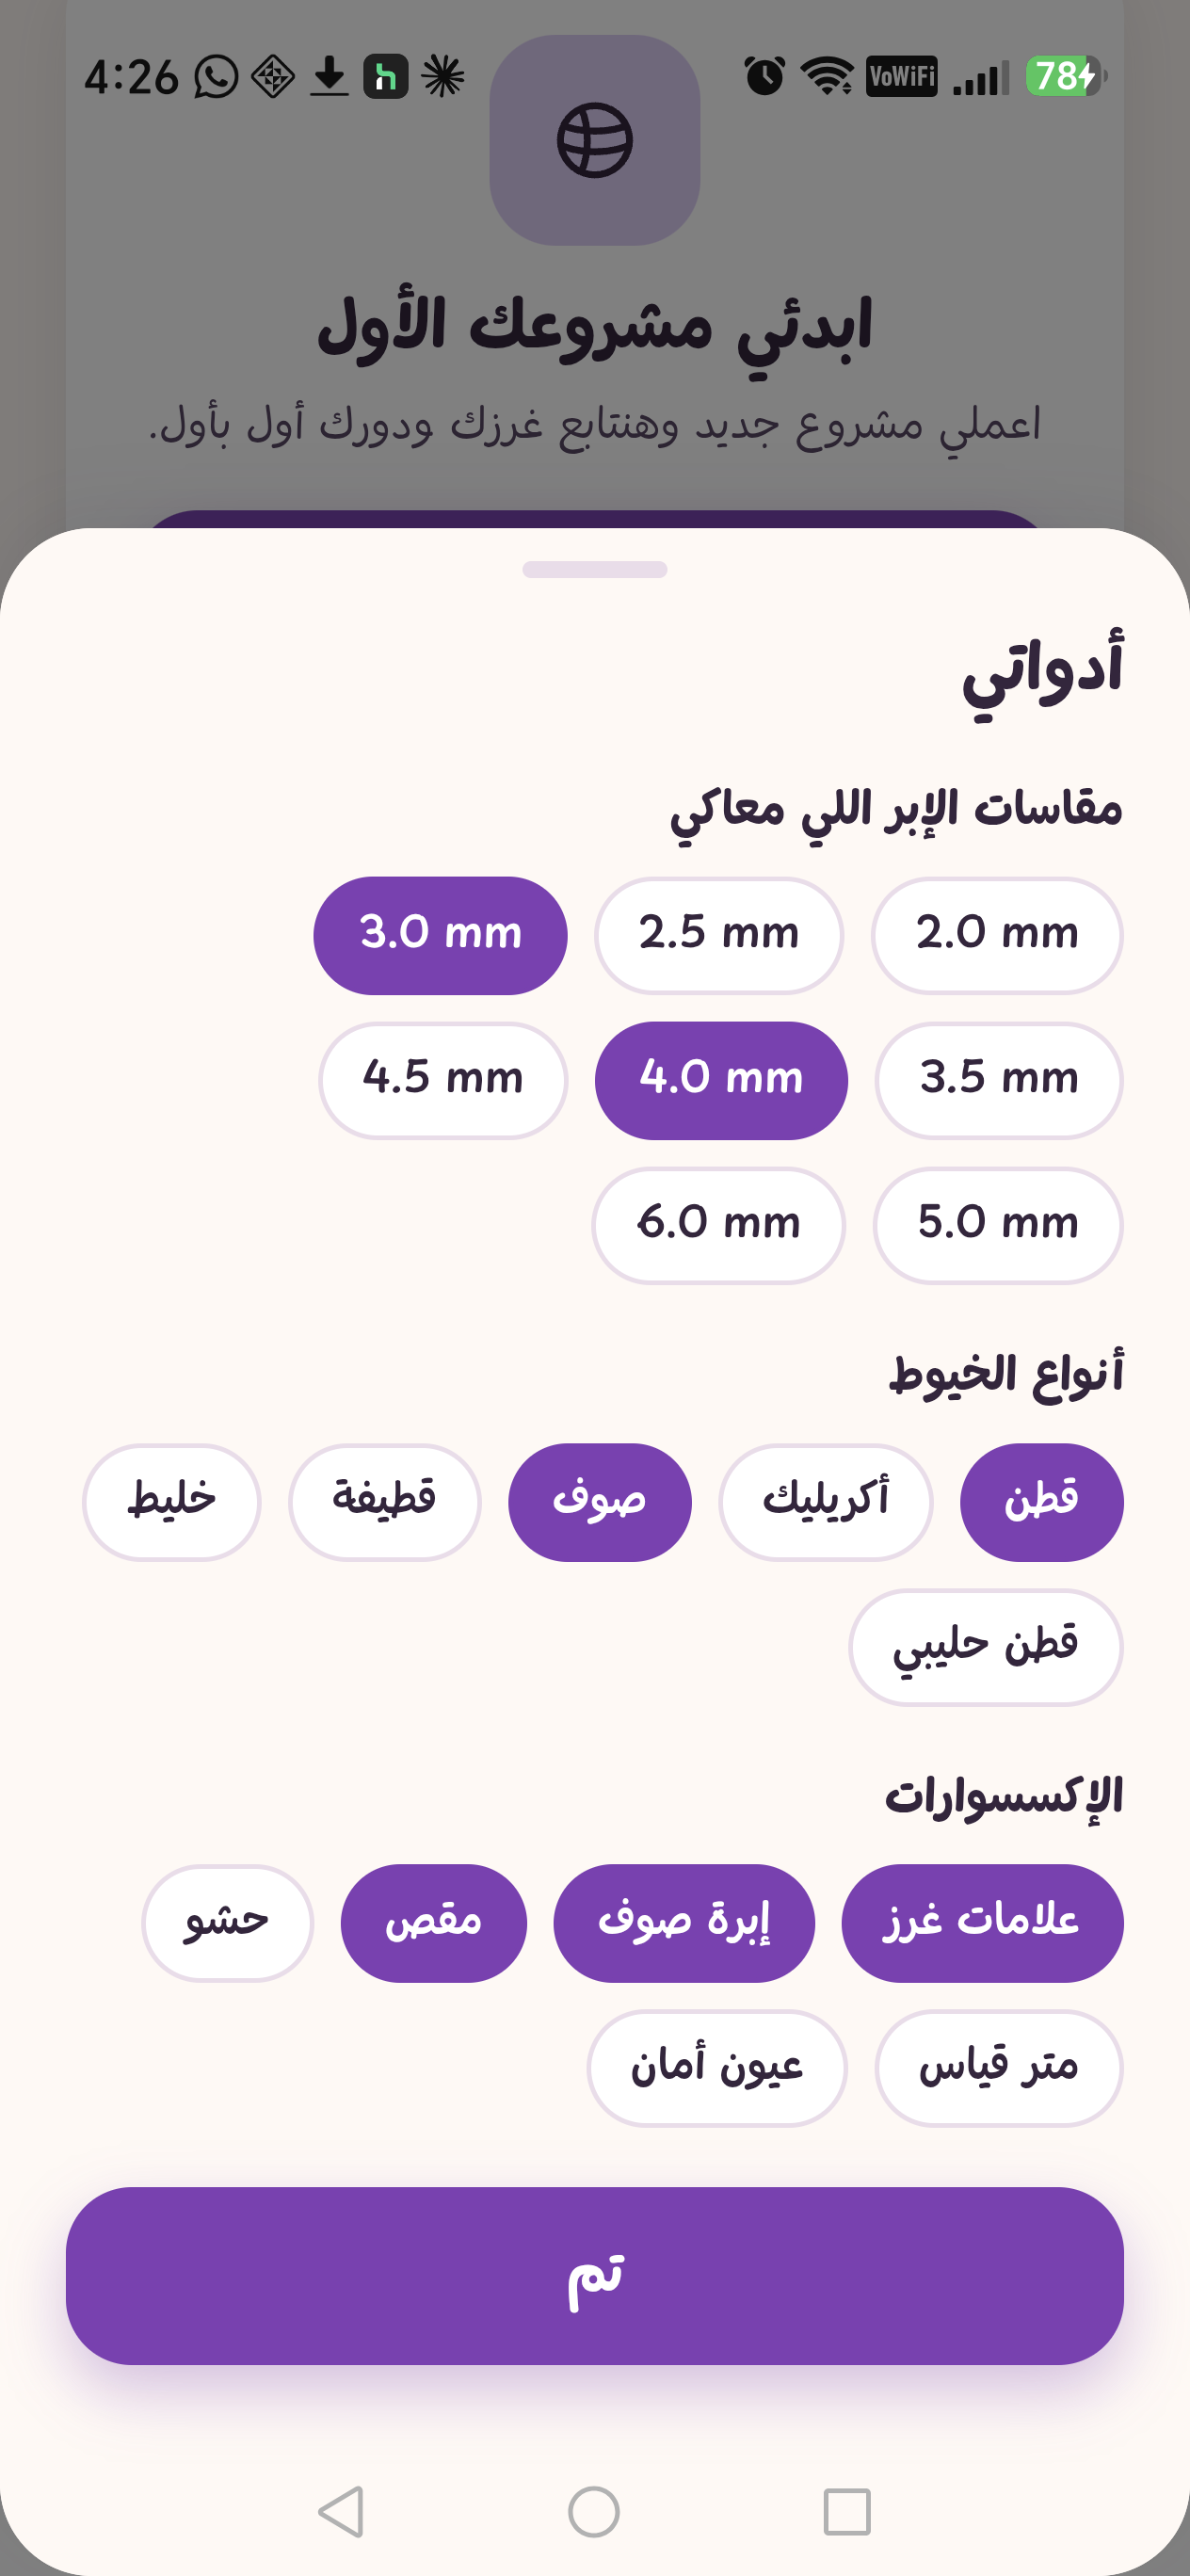 4:26
VoWiFi
78
ابدئي مشروعك الأول
اعملي مشروع جديد وهنتابع غرزك ودورك أول بأول.
أدواتي
مقاسات الإبر اللي معاكي
2.0 mm
2.5 mm
3.0 mm
3.5 mm
4.0 mm
4.5 mm
5.0 mm
6.0 mm
أنواع الخيوط
قطن
أكريليك
صوف
قطيفة
خليط
قطن حليبي
الإكسسوارات
علامات غرز
إبرة صوف
مقص
حشو
متر قياس
عيون أمان
تم